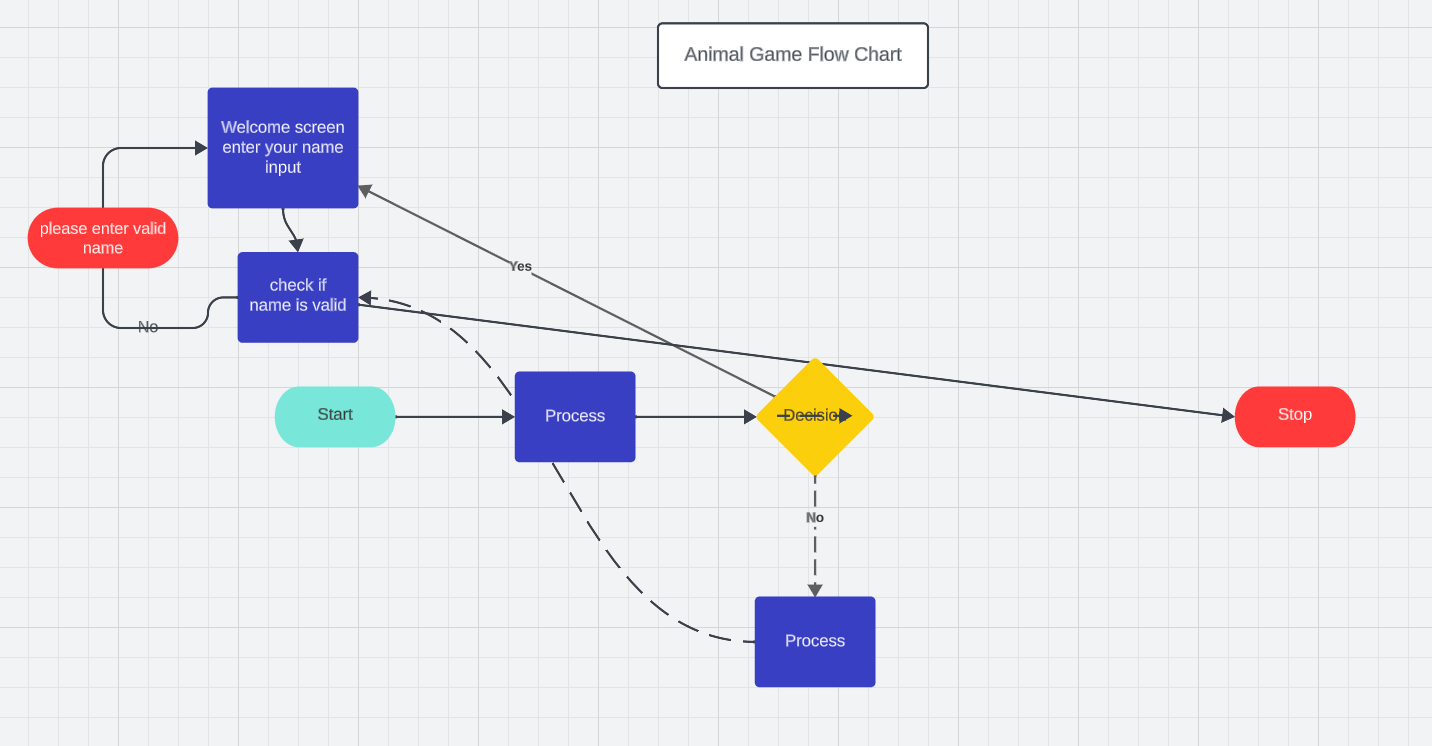 Animal Game Flow Chart
Welcome screen
enter your name
input
please enter valid
name
Yes
check if
name is valid
No
Start
Process
Decision
Stop
No
Process